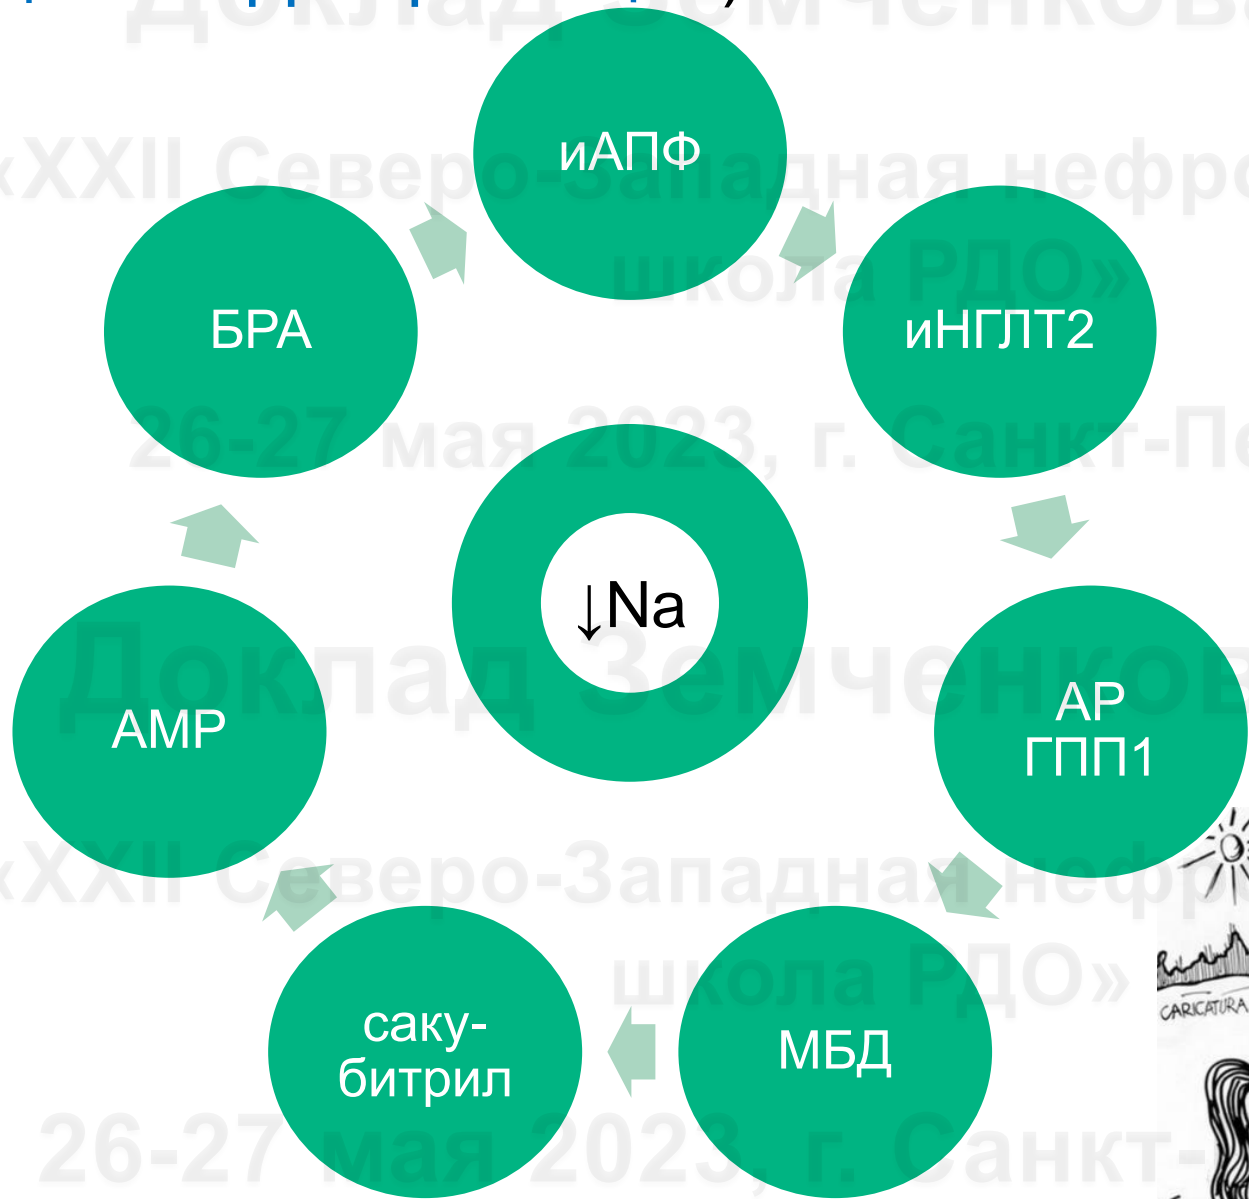 Доклад Земченкова
иАПФ
«XXII Северо-Западная нефро
школа РДО»
БРА
иНГЛТ2
26-27 мая 2023, г. Санкт-Пе
↓Na
Доклад Земченков
АМР
АР
ГПП1
«XXII Северо-Западная нефр
школа РДО»
CARICATURA
саку-
битрил
МБД
26-27 мая 2023, г. Санкт-